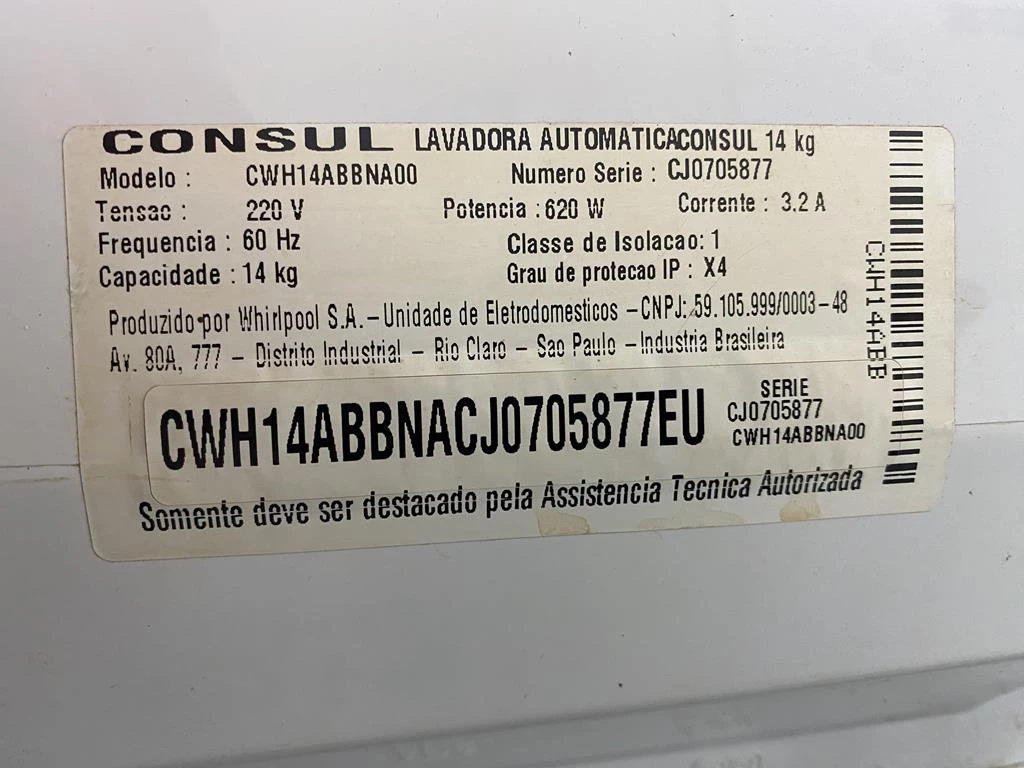 CONSUL LAVADORA AUTOMATICACONSUL 14 kg
Modelo : CWH14ABBNA00 Numero Serie : CJ0705877
Tensao : 220 V Potencia : 620 W Corrente : 3.2 A
Frequencia : 60 Hz Classe de Isolacao: 1
Capacidade : 14 kg Grau de protecao IP : X4
Produzido por Whirlpool S.A. – Unidade de Eletrodomesticos – CNPJ: 59.105.999/0003-48
Av. 80A, 777 – Distrito Industrial – Rio Claro – Sao Paulo – Industria Brasileira
CWH14ABBNACJ0705877EU
SERIE
CJ0705877
CWH14ABBNA00
Somente deve ser destacado pela Assistencia Tecnica Autorizada
CWH14ABB